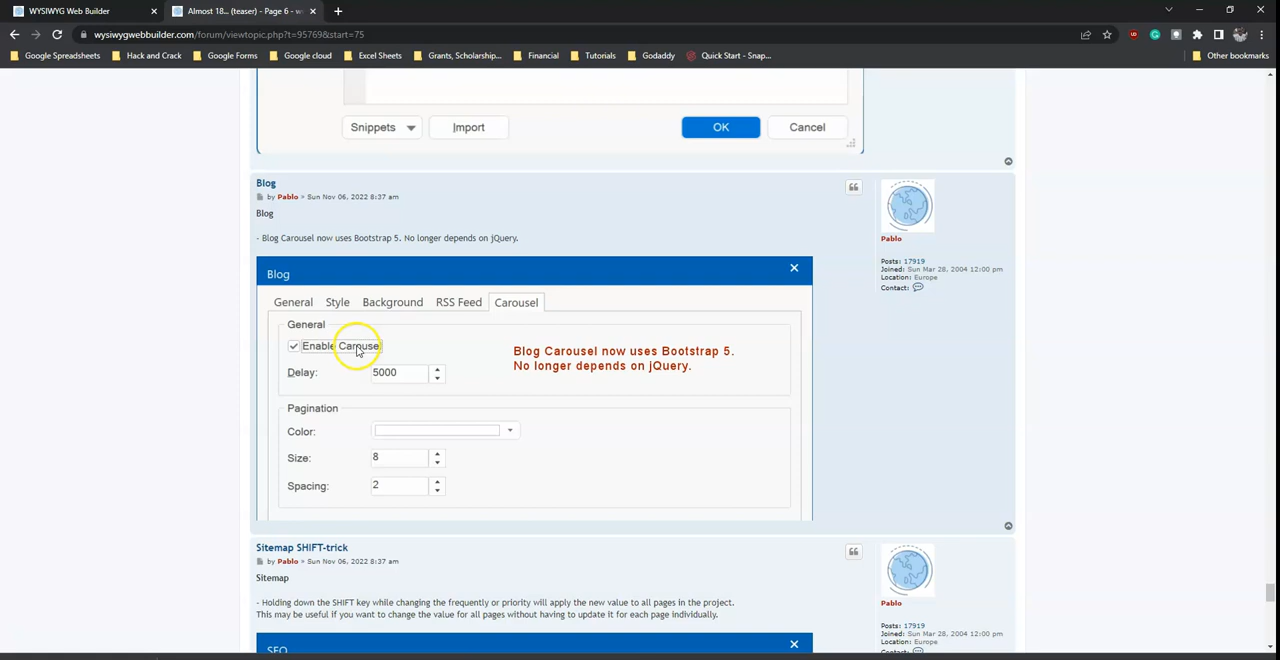 WYSIWYG Web Builder
Almost 18... (teaser) - Page 6 - w
wysiwygwebbuilder.com/forum/viewtopic.php?t=95769&start=75
Google Spreadsheets
Hack and Crack
Google Forms
Google cloud
Excel Sheets
Grants, Scholarship...
Financial
Tutorials
Godaddy
Quick Start - Snap...
Other bookmarks
Snippets
Import
OK
Cancel
Blog
by Pablo » Sun Nov 06, 2022 8:37 am
Blog
- Blog Carousel now uses Bootstrap 5. No longer depends on jQuery.
Blog
General Style Background RSS Feed Carousel
General
Enable Carousel
Delay: 5000
Blog Carousel now uses Bootstrap 5.
No longer depends on jQuery.
Pagination
Color:
Size: 8
Spacing: 2
Pablo
Posts: 17919
Joined: Sun Mar 28, 2004 12:00 pm
Location: Europe
Contact:
Sitemap SHIFT-trick
by Pablo » Sun Nov 06, 2022 8:37 am
Sitemap
- Holding down the SHIFT key while changing the frequently or priority will apply the new value to all pages in the project.
This may be useful if you want to change the value for all pages without having to update it for each page individually.
SEO
Pablo
Posts: 17919
Joined: Sun Mar 28, 2004 12:00 pm
Location: Europe
Contact: